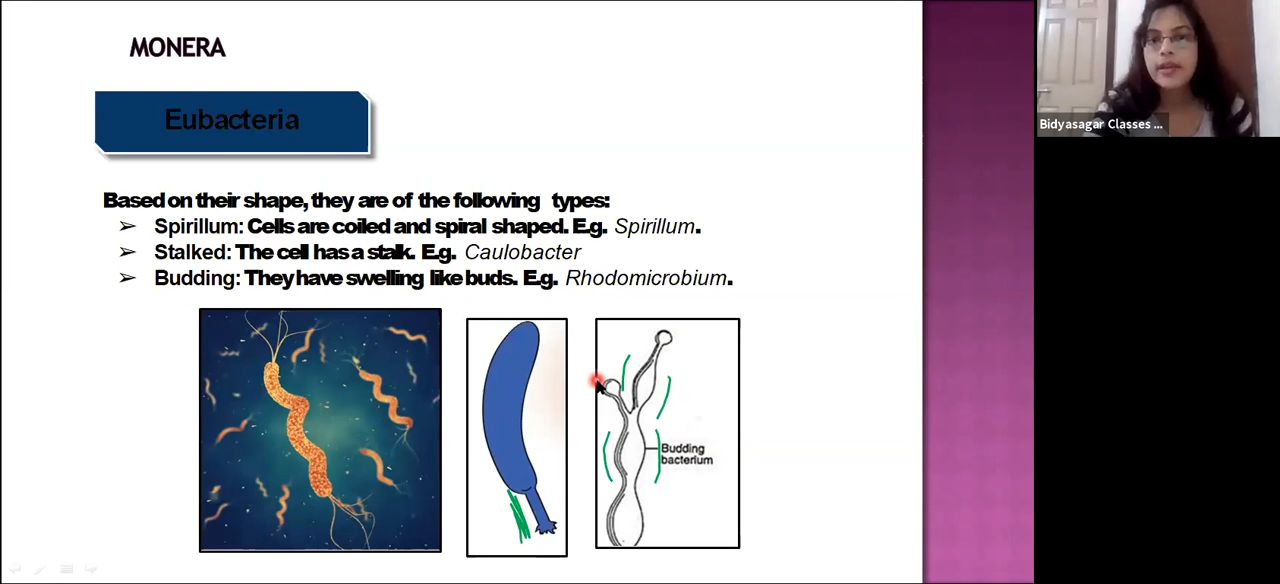 MONERA
Eubacteria
Based on their shape, they are of the following types:
➢ Spirillum: Cells are coiled and spiral shaped. E.g. Spirillum.
➢ Stalked: The cell has a stalk. E.g. Caulobacter
➢ Budding: They have swelling like buds. E.g. Rhodomicrobium.
Budding
bacterium
Bidyasagar Classes ...